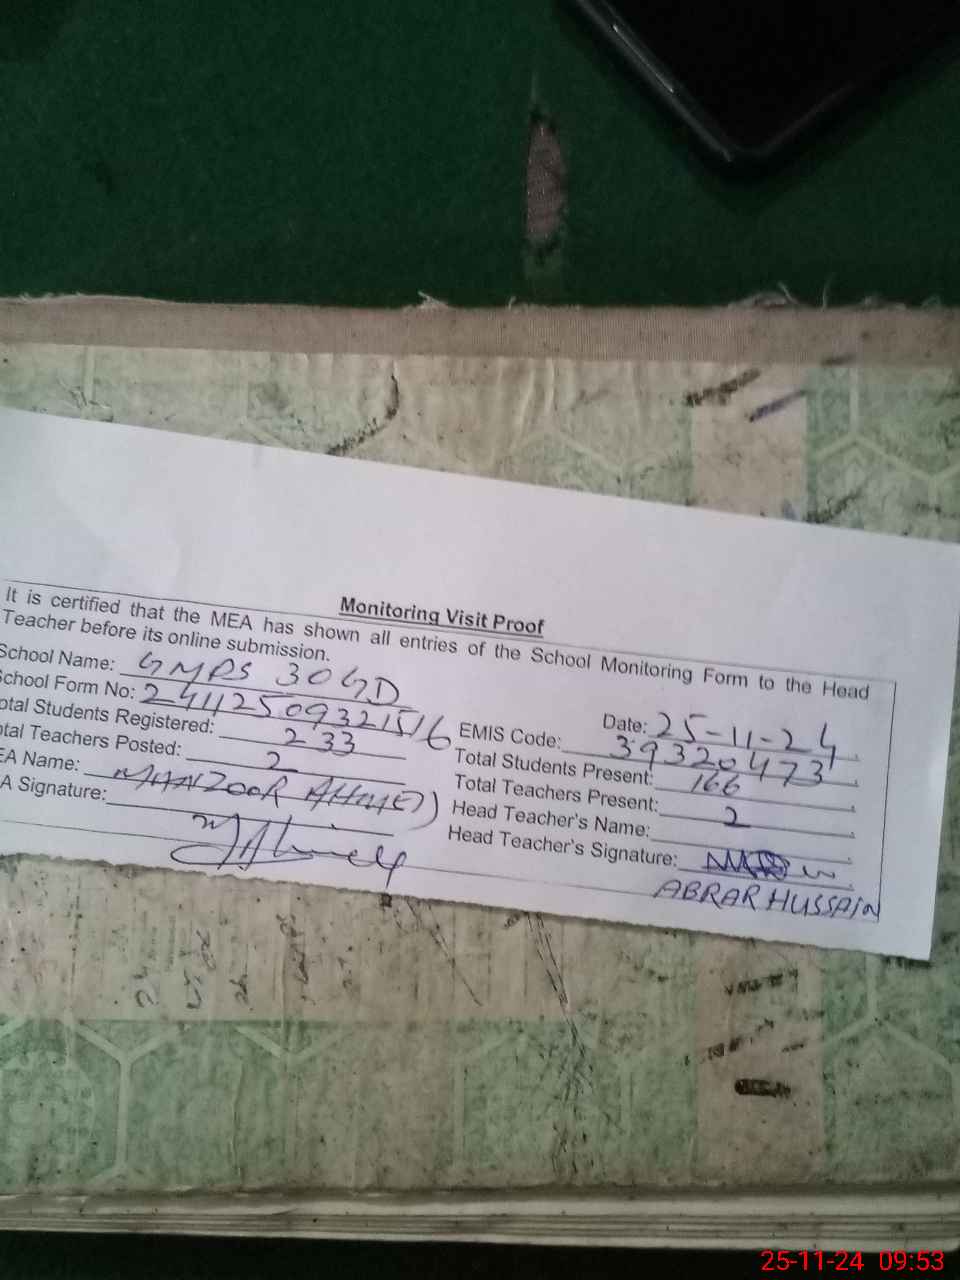 Monitoring Visit Proof
It is certified that the MEA has shown all entries of the School Monitoring Form to the Head
Teacher before its online submission.
School Name: GMPS 30GD
Date: 25-11-24
School Form No: 24112509321516
EMIS Code: 39320473
otal Students Registered: 233
Total Students Present: 166
otal Teachers Posted: 2
Total Teachers Present: 2
EA Name: MANZOOR AHMED
Head Teacher's Name:
A Signature:
Head Teacher's Signature:
ABRAR HUSSAIN
25-11-24 09:53